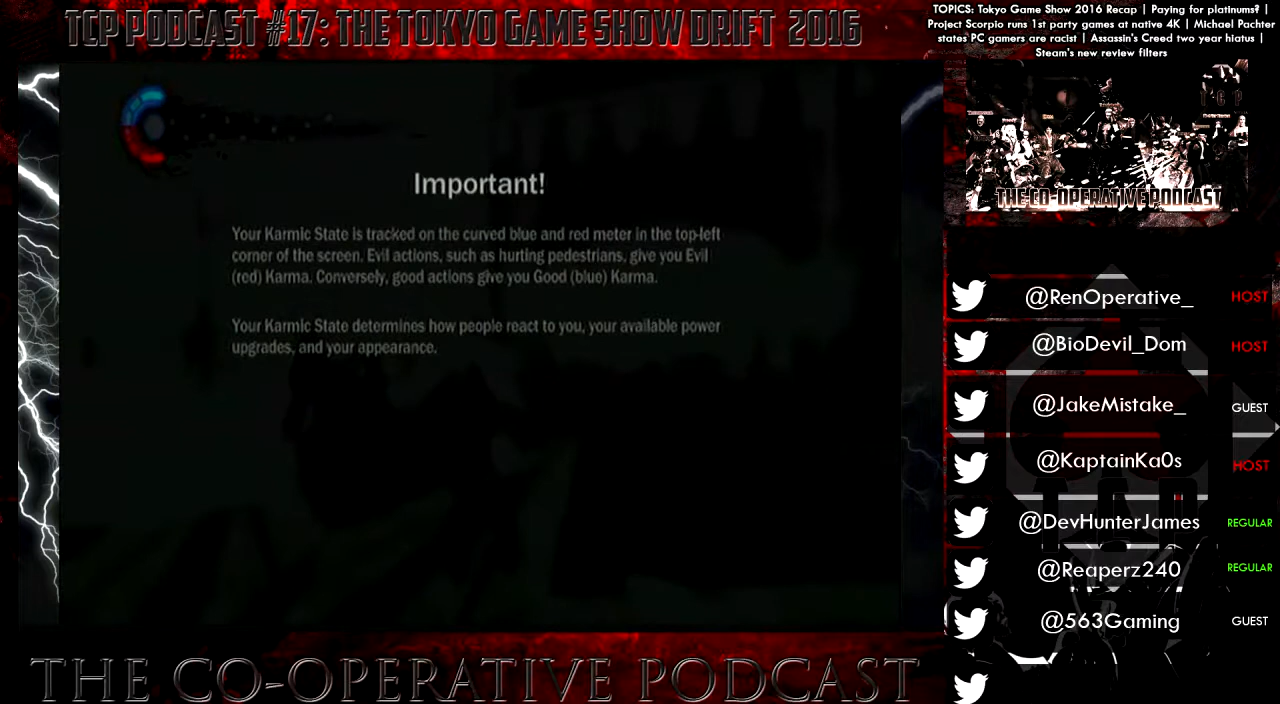 TCP PODCAST #17: THE TOKYO GAME SHOW DRIFT 2016
TOPICS: Tokyo Game Show 2016 Recap | Paying for platinums? |
Project Scorpio runs 1st party games at native 4K | Michael Pachter
states PC gamers are racist | Assassin's Creed two year hiatus |
Steam's new review filters
Important!
Your Karmic State is tracked on the curved blue and red meter in the top-left
corner of the screen. Evil actions, such as hurting pedestrians, give you Evil
(red) Karma. Conversely, good actions give you Good (blue) Karma.
Your Karmic State determines how people react to you, your available power
upgrades, and your appearance.
TCP
THE CO-OPERATIVE PODCAST
@RenOperative_ HOST
@BioDevil_Dom HOST
@JakeMistake_ GUEST
@KaptainKa0s HOST
@DevHunterJames REGULAR
@Reaperz240 REGULAR
@563Gaming GUEST
THE CO-OPERATIVE PODCAST